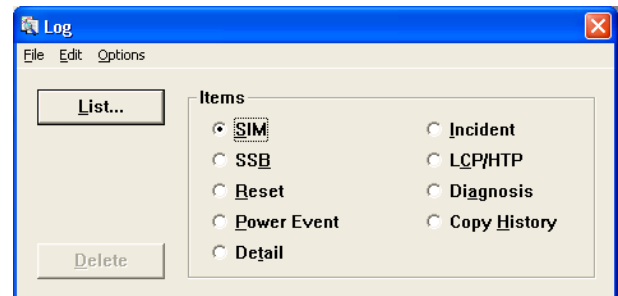 Log
File Edit Options
List...
Items
SIM Incident
SSB LCP/HTP
Reset Diagnosis
Power Event Copy History
Detail
Delete